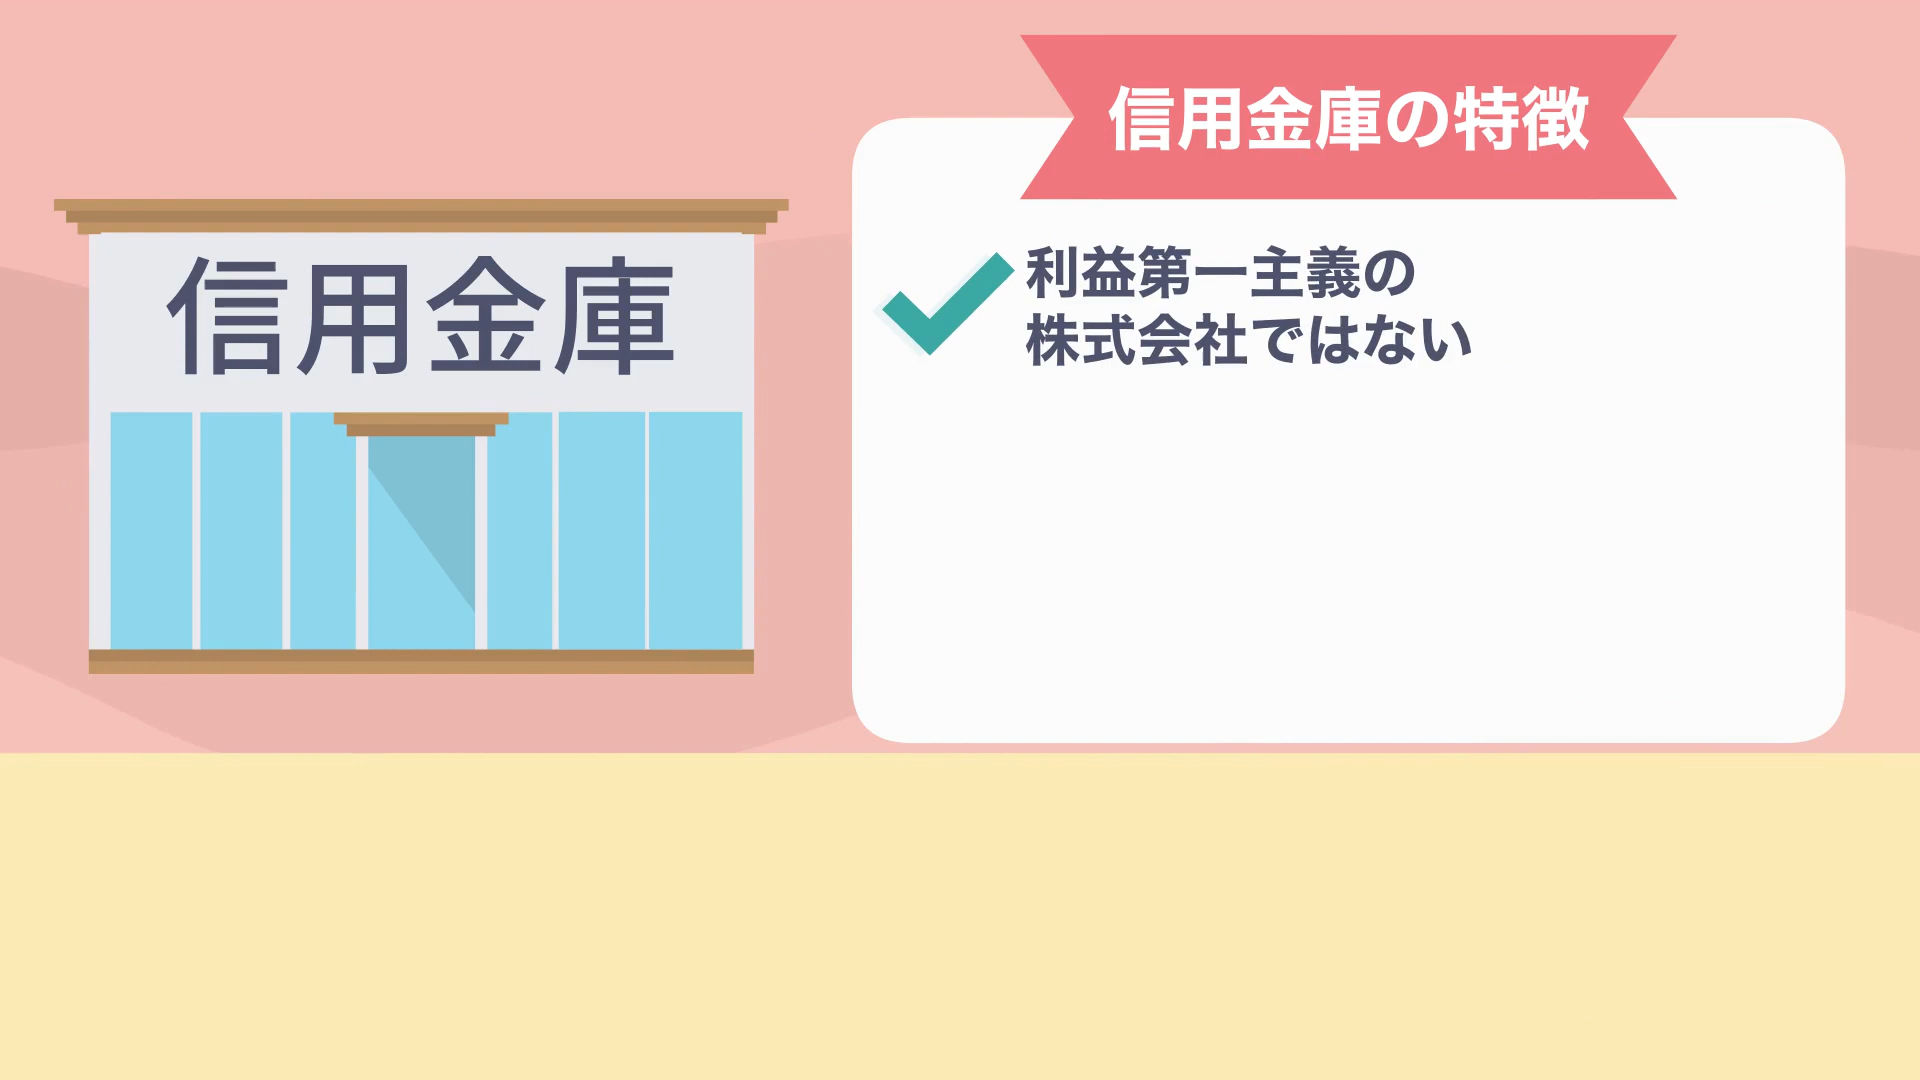 信用金庫の特徴
信用金庫
利益第一主義の
株式会社ではない